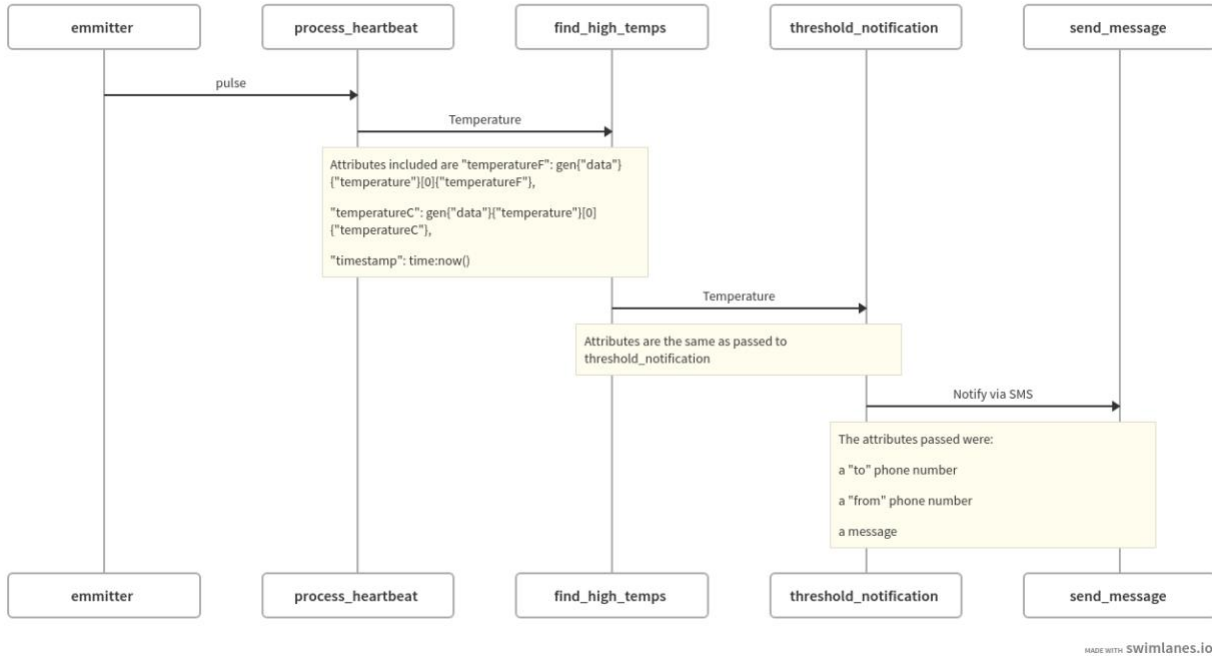 emmitter
process_heartbeat
find_high_temps
threshold_notification
send_message
pulse
Temperature
Attributes included are "temperatureF": gen{"data"}
{"temperature"}[0]{"temperatureF"},
"temperatureC": gen{"data"}{"temperature"}[0]
{"temperatureC"},
"timestamp": time:now()
Temperature
Attributes are the same as passed to
threshold_notification
Notify via SMS
The attributes passed were:
a "to" phone number
a "from" phone number
a message
emmitter
process_heartbeat
find_high_temps
threshold_notification
send_message
MADE WITH swimlanes.io